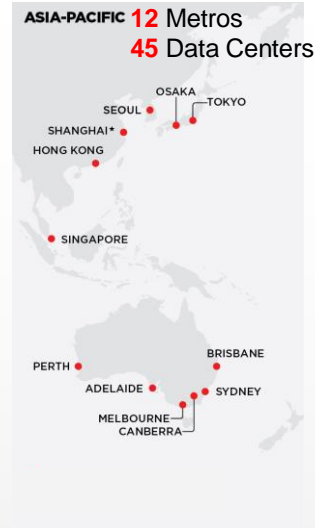 ASIA-PACIFIC 12 Metros
45 Data Centers
OSAKA
TOKYO
SEOUL
SHANGHAI*
HONG KONG
SINGAPORE
BRISBANE
PERTH
ADELAIDE
SYDNEY
MELBOURNE
CANBERRA